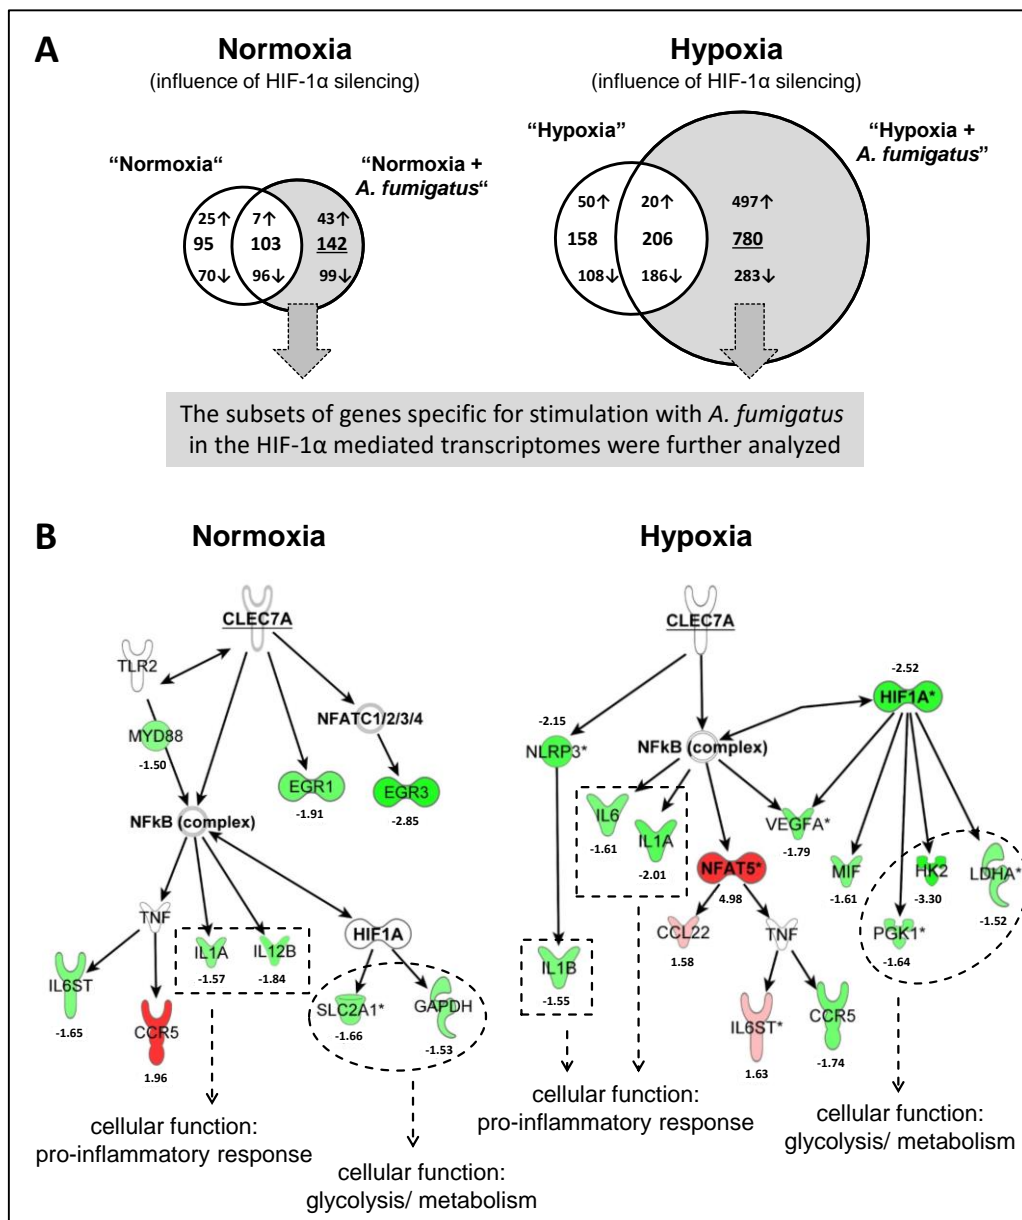 A
Normoxia
(influence of HIF-1α silencing)
Hypoxia
(influence of HIF-1α silencing)
“Normoxia“
“Normoxia +
A. fumigatus“
25↑ 7↑ 43↑
95 103 142
70↓ 96↓ 99↓
“Hypoxia”
“Hypoxia +
A. fumigatus”
50↑ 20↑ 497↑
158 206 780
108↓ 186↓ 283↓
The subsets of genes specific for stimulation with A. fumigatus
in the HIF-1α mediated transcriptomes were further analyzed
B
Normoxia
CLEC7A
TLR2
MYD88
-1.50
NFATC1/2/3/4
EGR1
-1.91
EGR3
-2.85
NFkB (complex)
TNF
IL1A
-1.57
IL12B
-1.84
HIF1A
IL6ST
-1.65
CCR5
1.96
SLC2A1*
-1.66
GAPDH
-1.53
cellular function:
pro-inflammatory response
cellular function:
glycolysis/ metabolism
Hypoxia
CLEC7A
-2.52
HIF1A*
-2.15
NLRP3*
NFkB (complex)
IL6
-1.61
IL1A
-2.01
VEGFA*
-1.79
NFAT5*
4.98
MIF
-1.61
HK2
-3.30
LDHA*
-1.52
PGK1*
-1.64
CCL22
1.58
TNF
IL1B
-1.55
IL6ST*
1.63
CCR5
-1.74
cellular function:
pro-inflammatory response
cellular function:
glycolysis/ metabolism